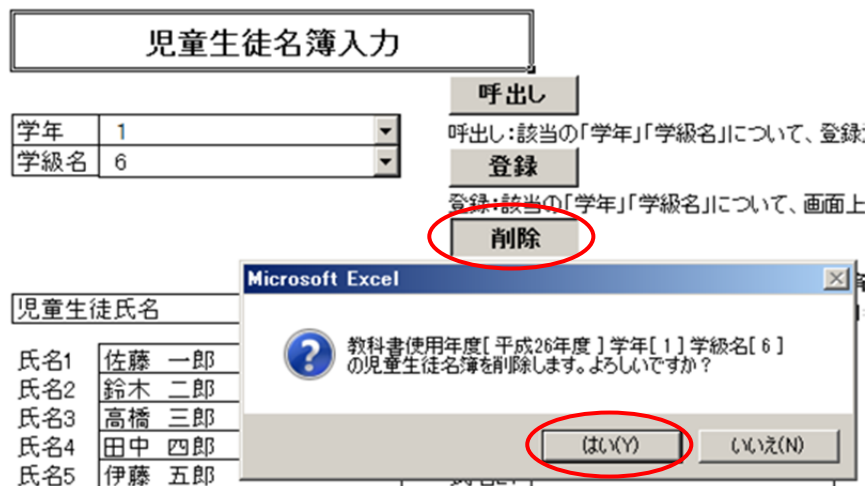 児童生徒名簿入力
呼出し
学年 1
呼出し：該当の「学年」「学級名」について、登録
学級名 6
登録
登録：該当の「学年」「学級名」について、画面上
削除
Microsoft Excel
児童生徒氏名
教科書使用年度[ 平成26年度 ] 学年[ 1 ] 学級名[ 6 ]
の児童生徒名簿を削除します。よろしいですか？
氏名1 佐藤 一郎
氏名2 鈴木 二郎
氏名3 高橋 三郎
氏名4 田中 四郎
はい(Y) いいえ(N)
氏名5 伊藤 五郎